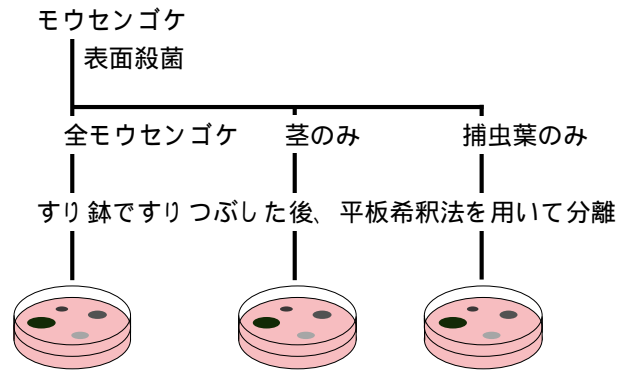 モウセンゴケ
表面殺菌
全モウセンゴケ 茎のみ 捕虫葉のみ
すり鉢ですりつぶした後、平板希釈法を用いて分離